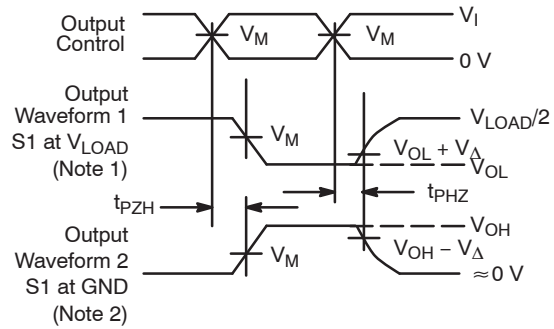 Output
Control
V_M
V_M
V_I
0 V
Output
Waveform 1
S1 at V_LOAD
(Note 1)
V_M
V_LOAD/2
V_OL + V_Δ
V_OL
t_PZH
t_PHZ
Output
Waveform 2
S1 at GND
(Note 2)
V_M
V_OH
V_OH – V_Δ
≈0 V